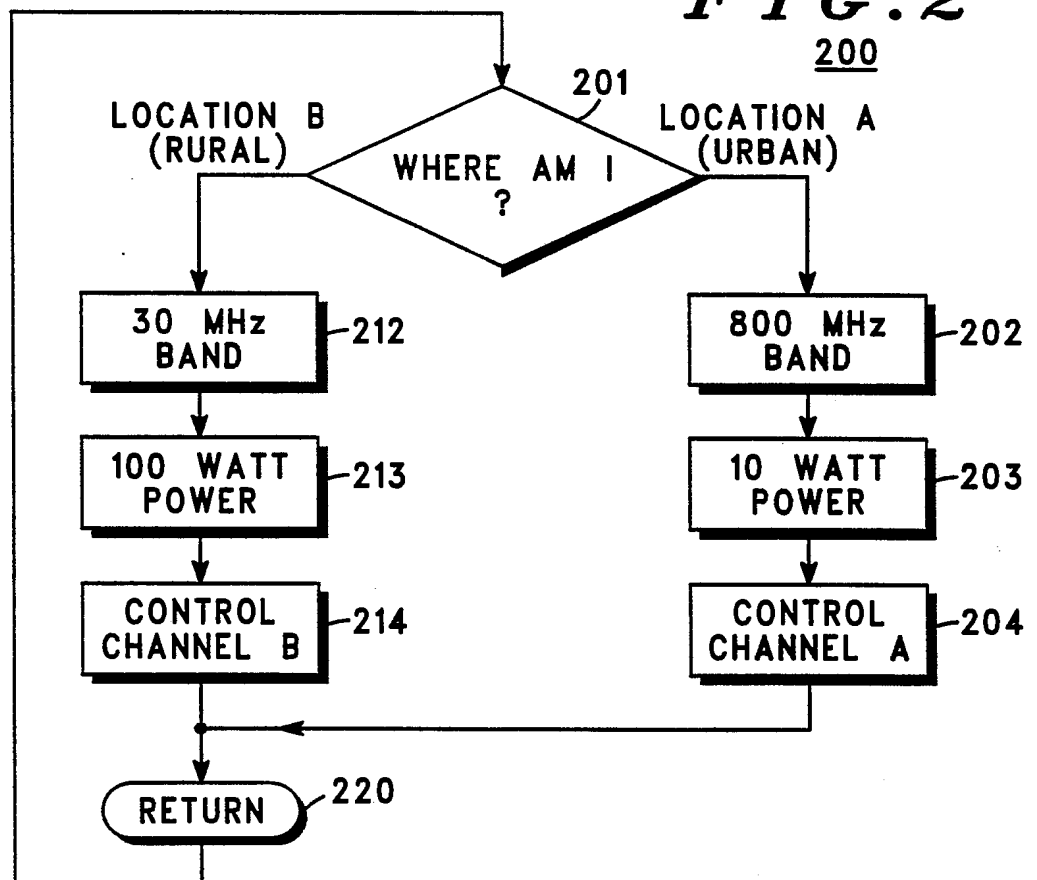 FIG.2
200
201
LOCATION B
(RURAL)
WHERE AM I
?
LOCATION A
(URBAN)
30 MHz
BAND
212
800 MHz
BAND
202
100 WATT
POWER
213
10 WATT
POWER
203
CONTROL
CHANNEL B
214
CONTROL
CHANNEL A
204
RETURN
220